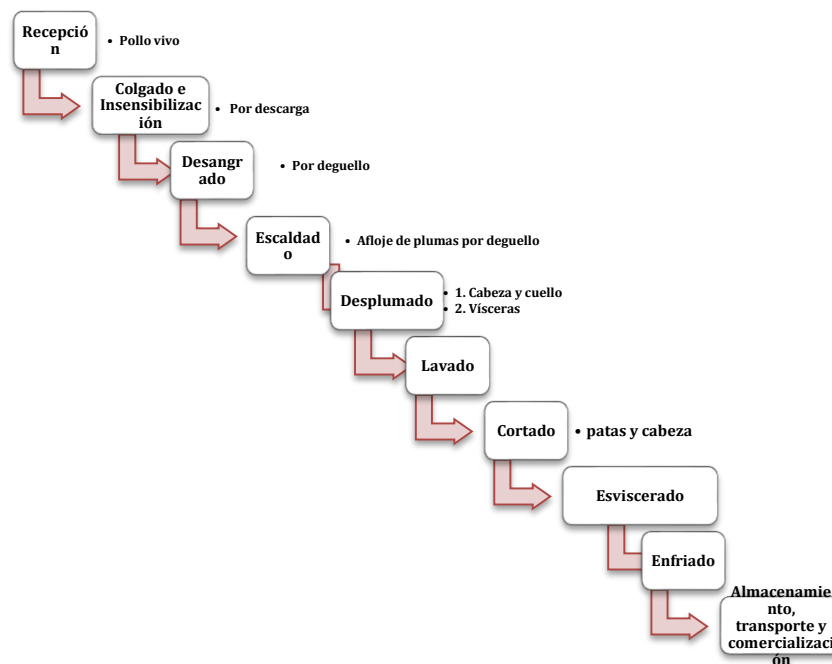 Recepció
n
• Pollo vivo
Colgado e
Insensibilizac
ión
• Por descarga
Desangr
ado
• Por deguello
Escaldad
o
• Afloje de plumas por deguello
Desplumado
• 1. Cabeza y cuello
• 2. Vísceras
Lavado
Cortado
• patas y cabeza
Esviscerado
Enfriado
Almacenamie
nto,
transporte y
comercializaci
ón